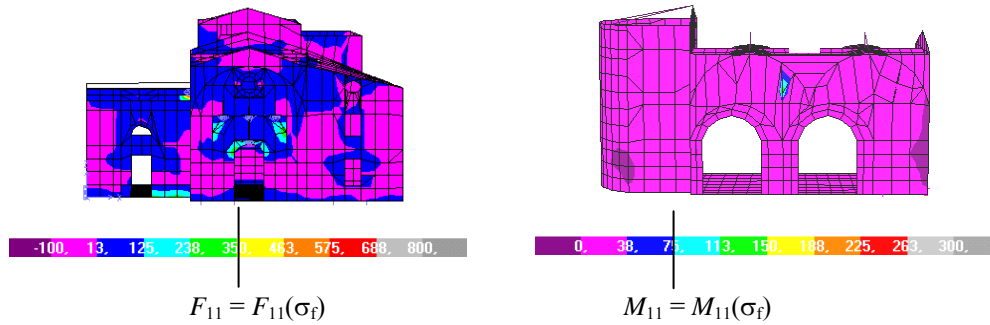 -100, 13, 125, 238, 350, 463, 575, 688, 800,
0, 38, 75, 113, 150, 188, 225, 263, 300,
F₁₁ = F₁₁(σf)
M₁₁ = M₁₁(σf)